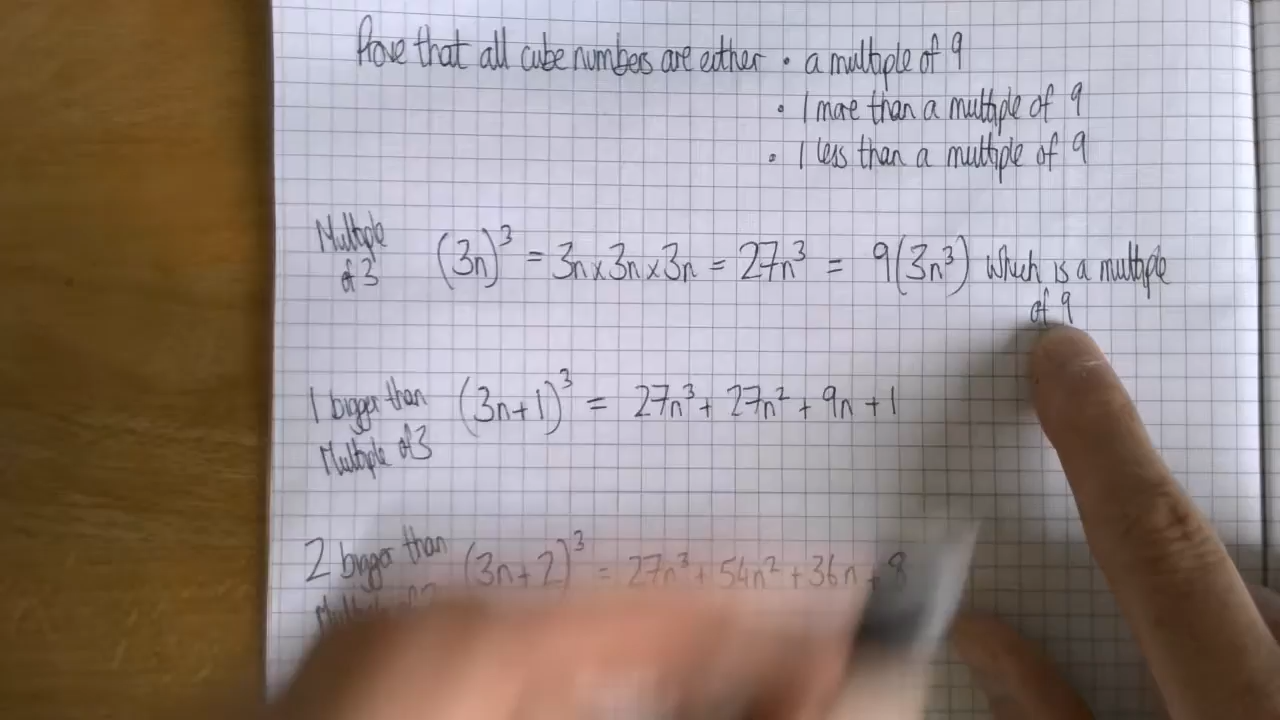 Prove that all cube numbers are either • a multiple of 9
• 1 more than a multiple of 9
• 1 less than a multiple of 9
Multiple
of 3
(3n)³ = 3n×3n×3n = 27n³ = 9(3n³) which is a multiple
of 9
1 bigger than
Multiple of 3
(3n+1)³ = 27n³ + 27n² + 9n + 1
2 bigger than
(3n+2)³ = 27n³ + 54n² + 36n + 8